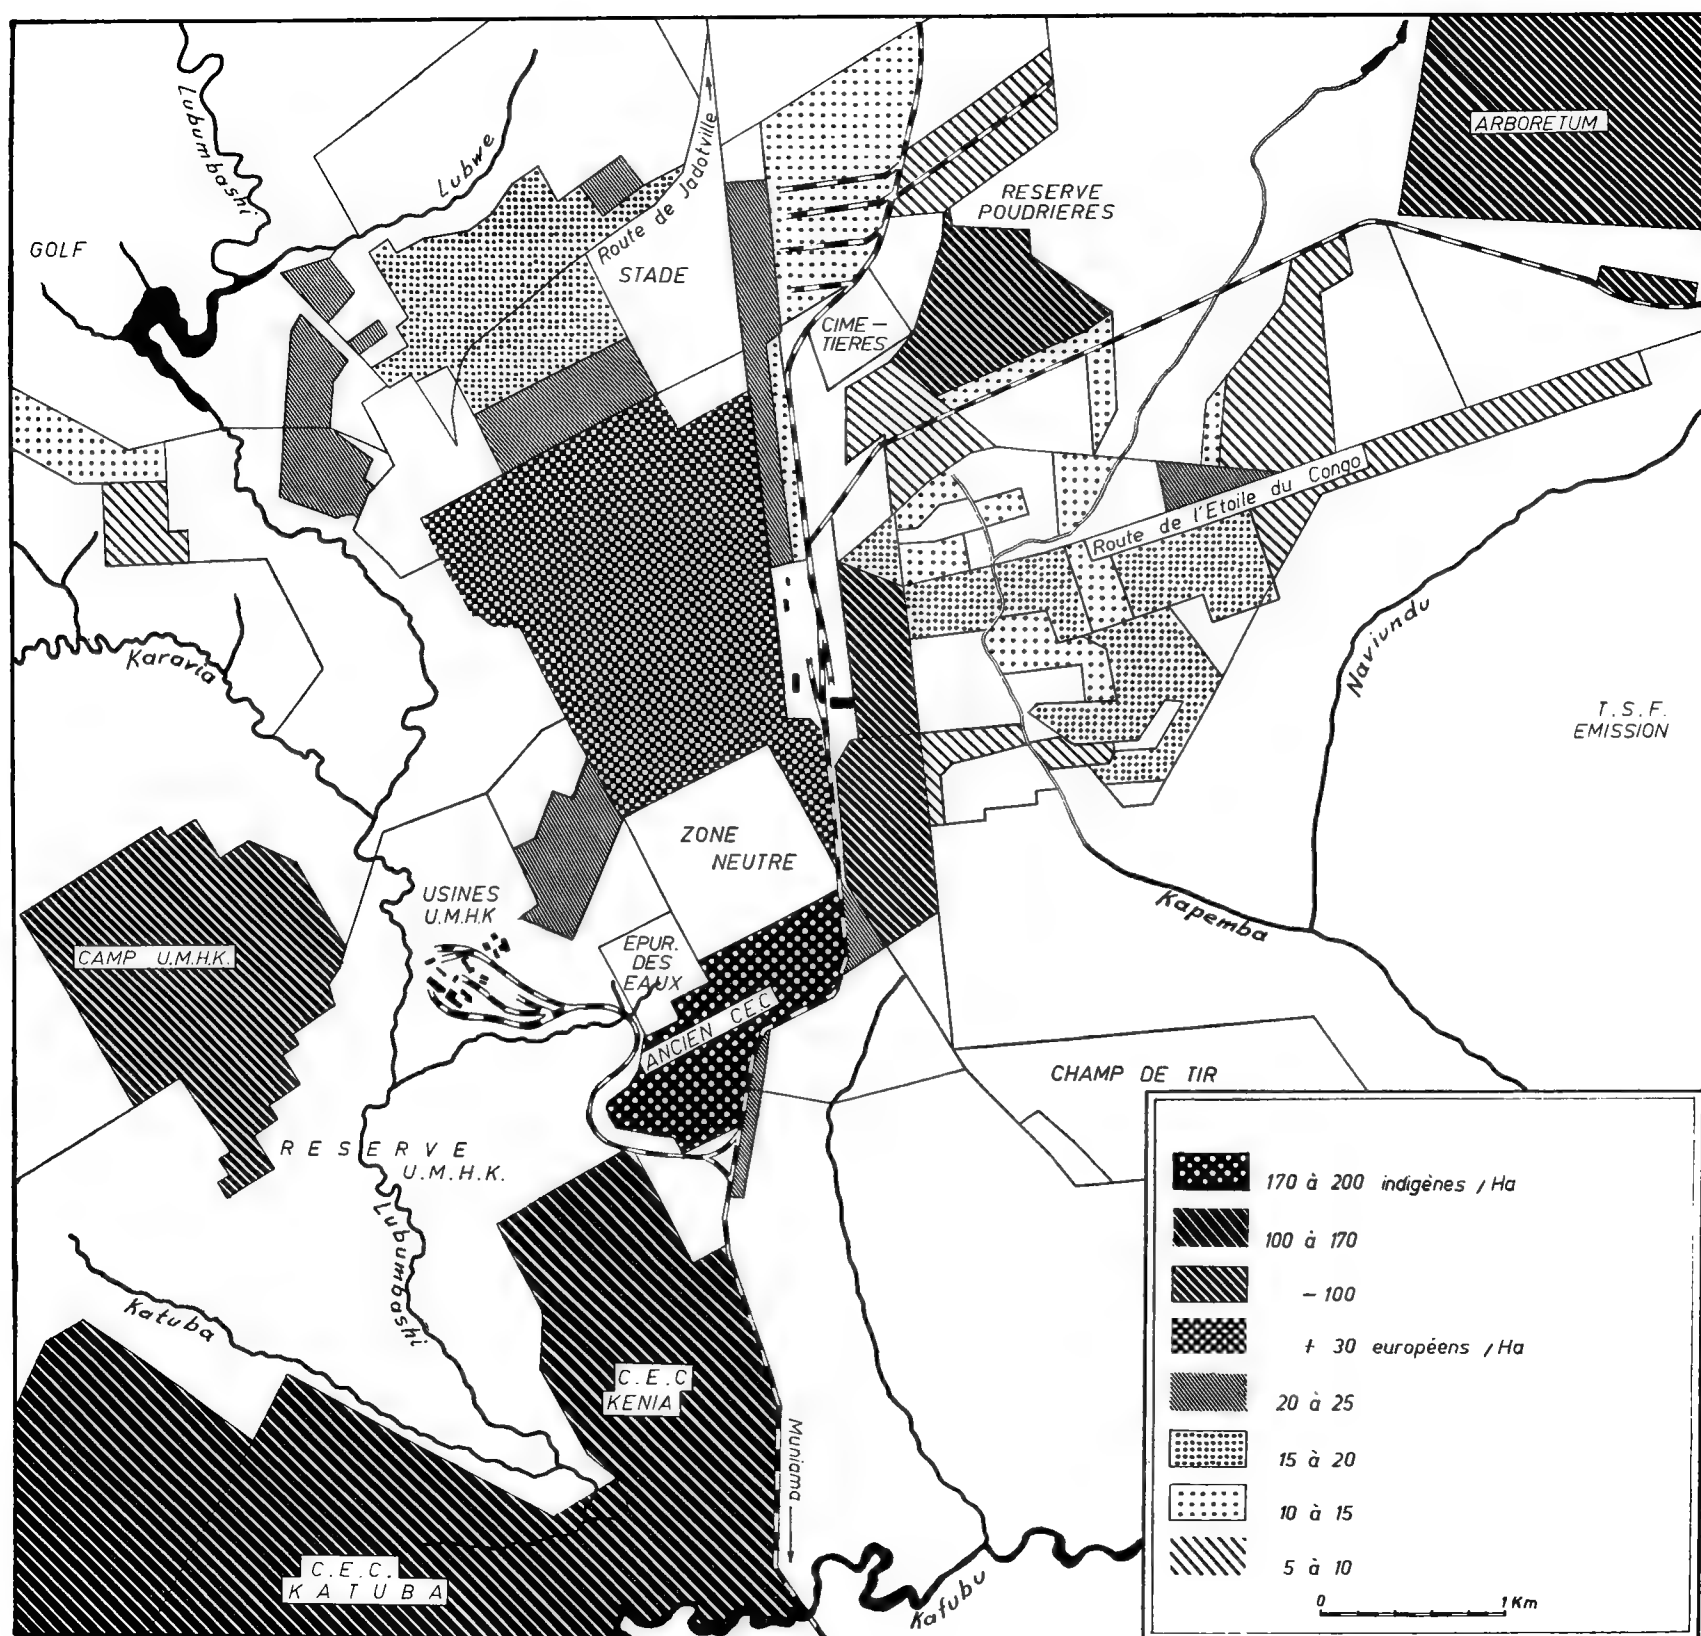 Lubumbashi
Lubwe
Route de Jadotville
ARBORETUM
RESERVE
POUDRIERES
GOLF
STADE
CIME-
TIERES
Route de l'Etoile du Congo
Karavia
Naviundu
T.S.F.
EMISSION
ZONE
NEUTRE
USINES
U.M.H.K
Kapemba
CAMP U.M.H.K.
EPUR.
DES
EAUX
ANCIEN C.E.C
CHAMP DE TIR
RESERVE
U.M.H.K.
Lubumbashi
Katuba
C.E.C
KENIA
Muniama
C.E.C.
KATUBA
Kafubu
170 à 200 indigènes / Ha
100 à 170
- 100
+ 30 européens / Ha
20 à 25
15 à 20
10 à 15
5 à 10
0 1 Km